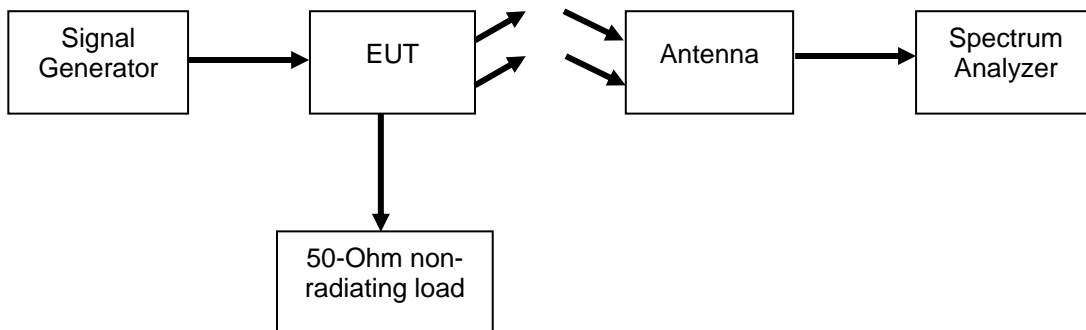 Signal
Generator
EUT
Antenna
Spectrum
Analyzer
50-Ohm non-
radiating load